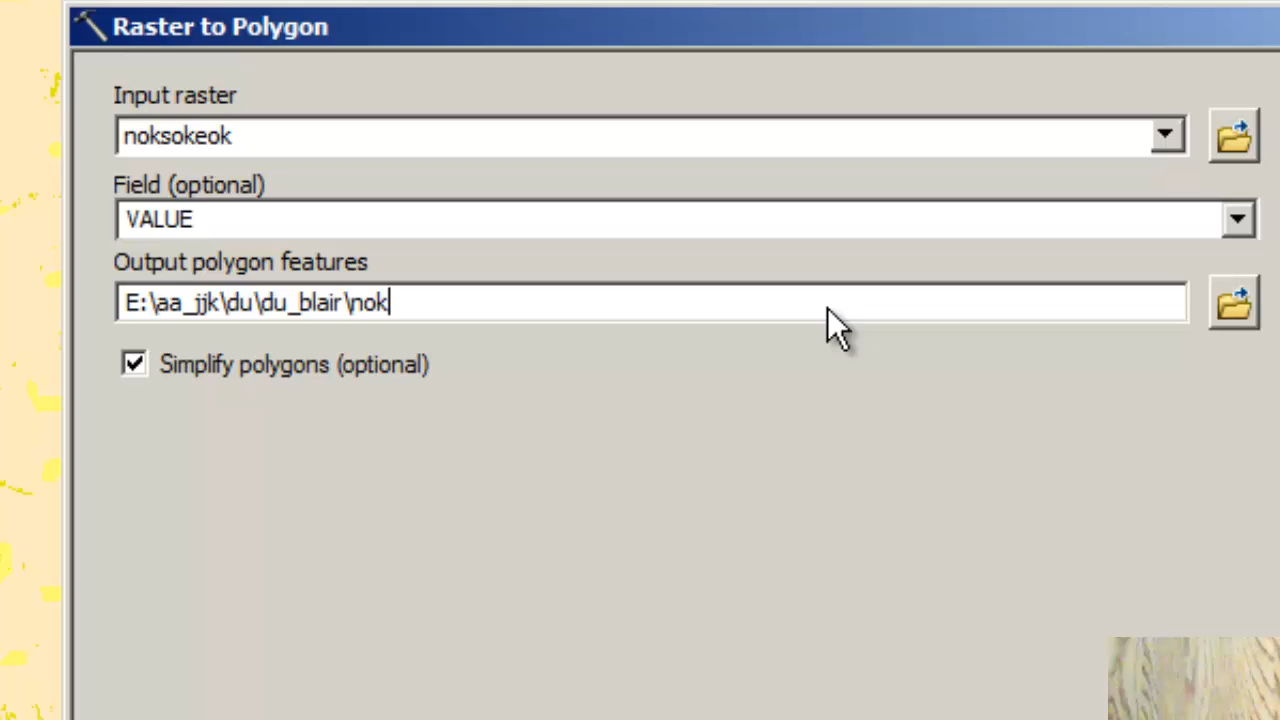 Raster to Polygon
Input raster
noksokeok
Field (optional)
VALUE
Output polygon features
E:\aa_jjk\du\du_blair\nok
Simplify polygons (optional)